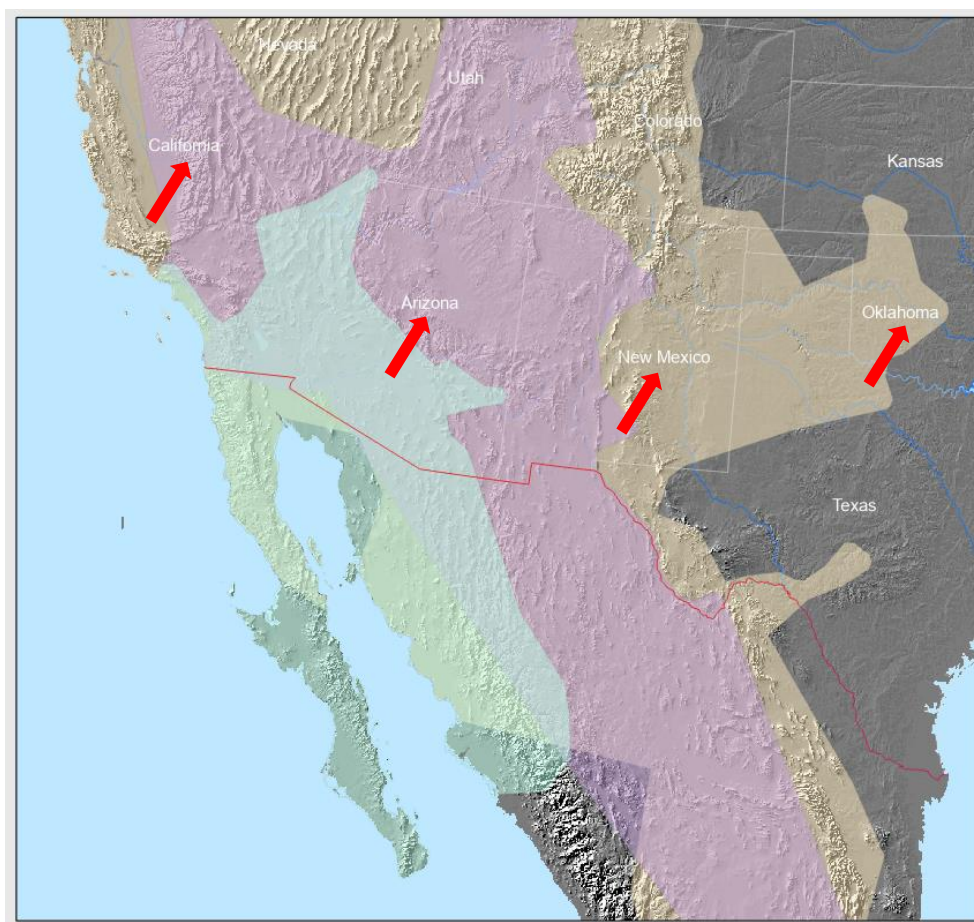 Nevada
Utah
Colorado
California
Kansas
Arizona
Oklahoma
New Mexico
Texas